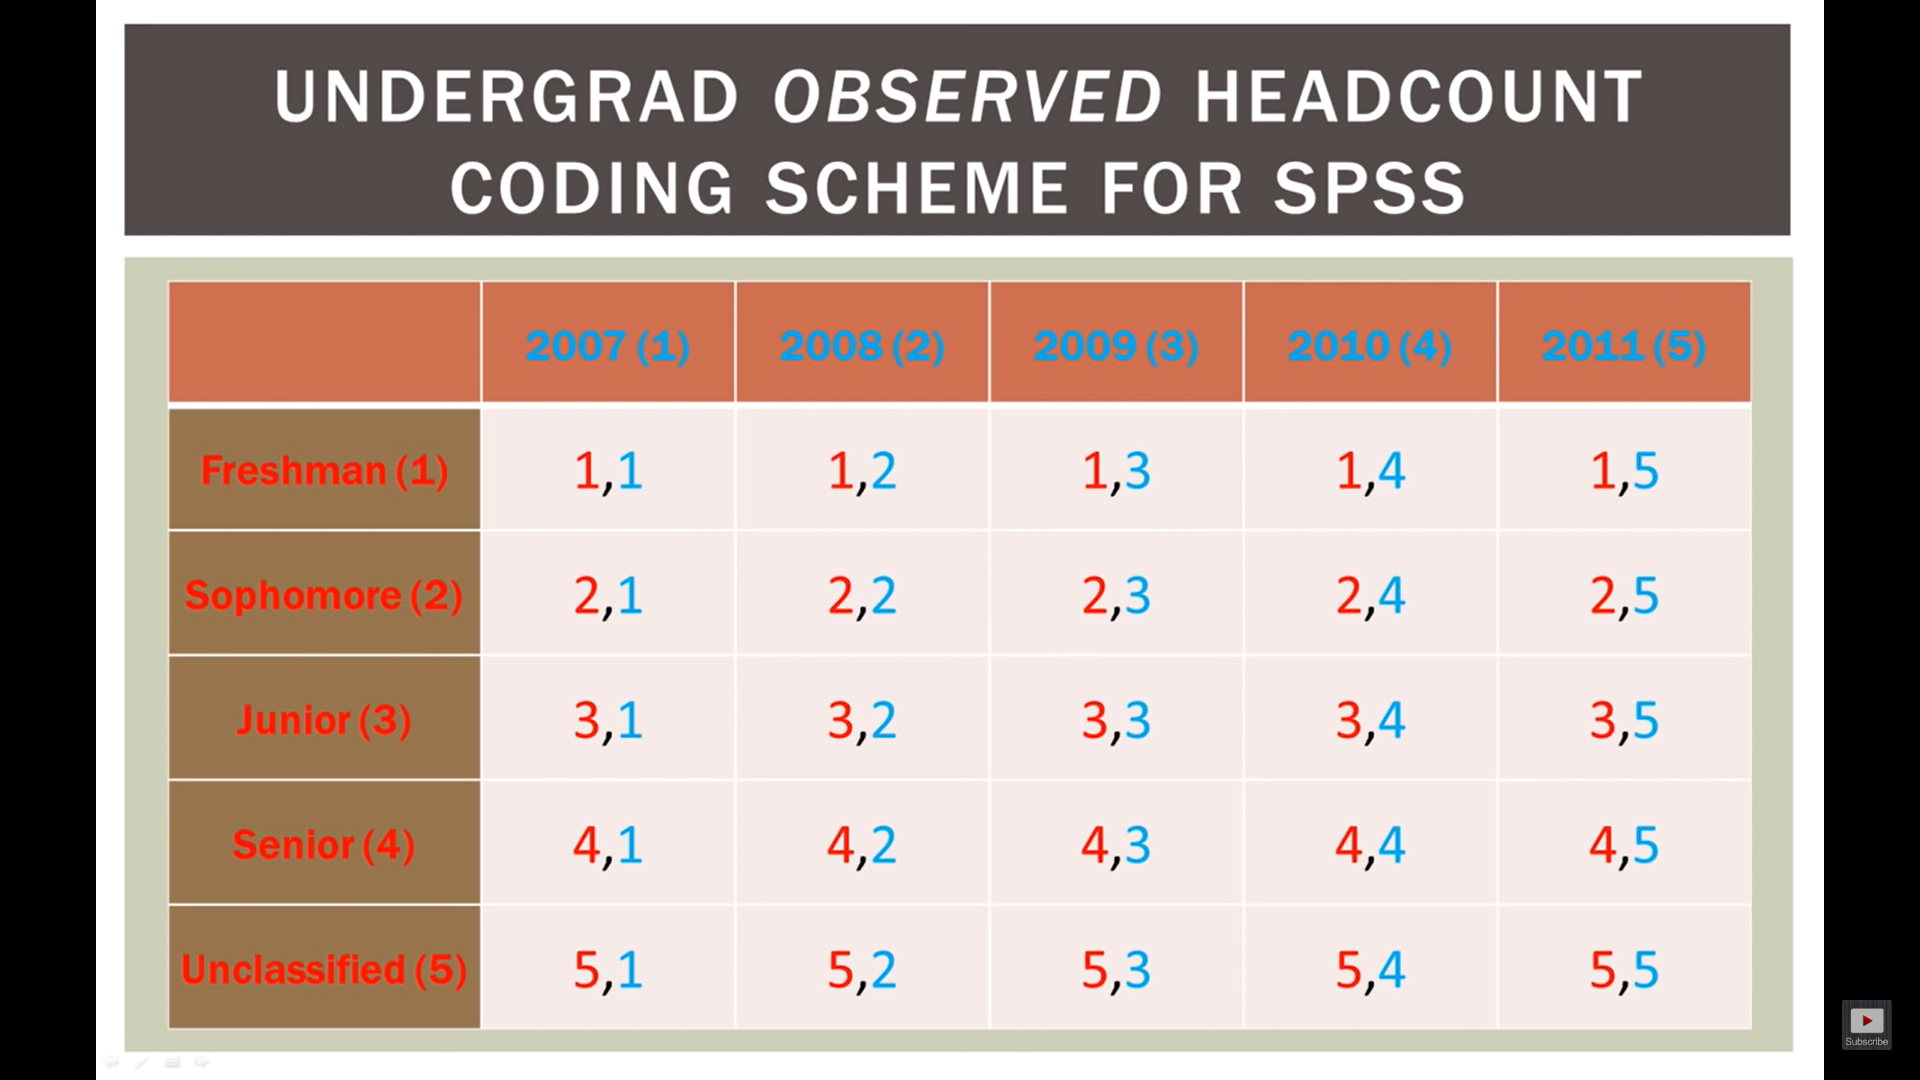 UNDERGRAD OBSERVED HEADCOUNT
CODING SCHEME FOR SPSS
2007 (1) 2008 (2) 2009 (3) 2010 (4) 2011 (5)
Freshman (1) 1,1 1,2 1,3 1,4 1,5
Sophomore (2) 2,1 2,2 2,3 2,4 2,5
Junior (3) 3,1 3,2 3,3 3,4 3,5
Senior (4) 4,1 4,2 4,3 4,4 4,5
Unclassified (5) 5,1 5,2 5,3 5,4 5,5
Subscribe